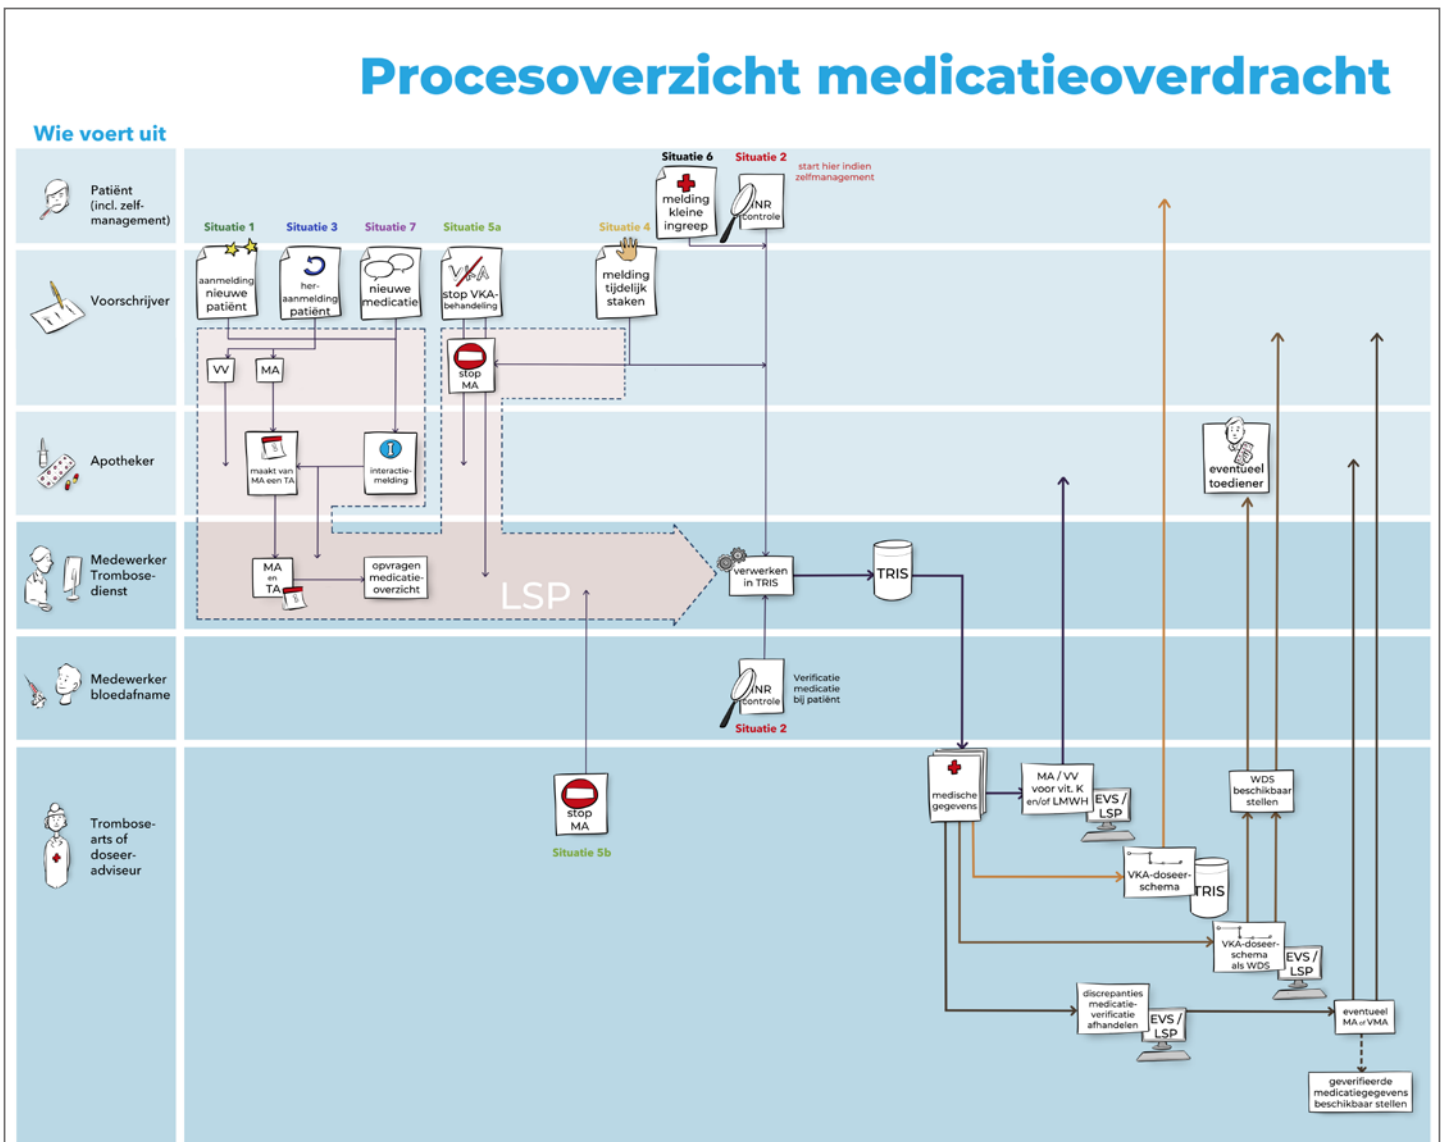 Procesoverzicht medicatieoverdracht
Wie voert uit
Patiënt
(incl. zelf-
management)
Situatie 6
melding
kleine
ingreep
Situatie 2
INR
controle
start hier indien
zelfmanagement
Situatie 1
Situatie 3
Situatie 7
Situatie 5a
Situatie 4
Voorschrijver
aanmelding
nieuwe
patiënt
her-
aanmelding
patiënt
nieuwe
medicatie
VKA
stop VKA-
behandeling
melding
tijdelijk
staken
VV
MA
stop
MA
Apotheker
maakt van
MA een TA
interactie-
melding
eventueel
toediener
Medewerker
Trombose-
dienst
MA
en
TA
opvragen
medicatie-
overzicht
LSP
verwerken
in TRIS
TRIS
Medewerker
bloedafname
INR
controle
Verificatie
medicatie
bij patiënt
Situatie 2
Trombose-
arts of
doseer-
adviseur
stop
MA
Situatie 5b
medische
gegevens
MA / VV
voor vit. K
en/of LMWH
EVS /
LSP
WDS
beschikbaar
stellen
VKA-doseer-
schema
TRIS
VKA-doseer-
schema
als WDS
EVS /
LSP
discrepanties
medicatie-
verificatie
afhandelen
EVS /
LSP
eventueel
MA of VMA
geverifieerde
medicatiegegevens
beschikbaar stellen